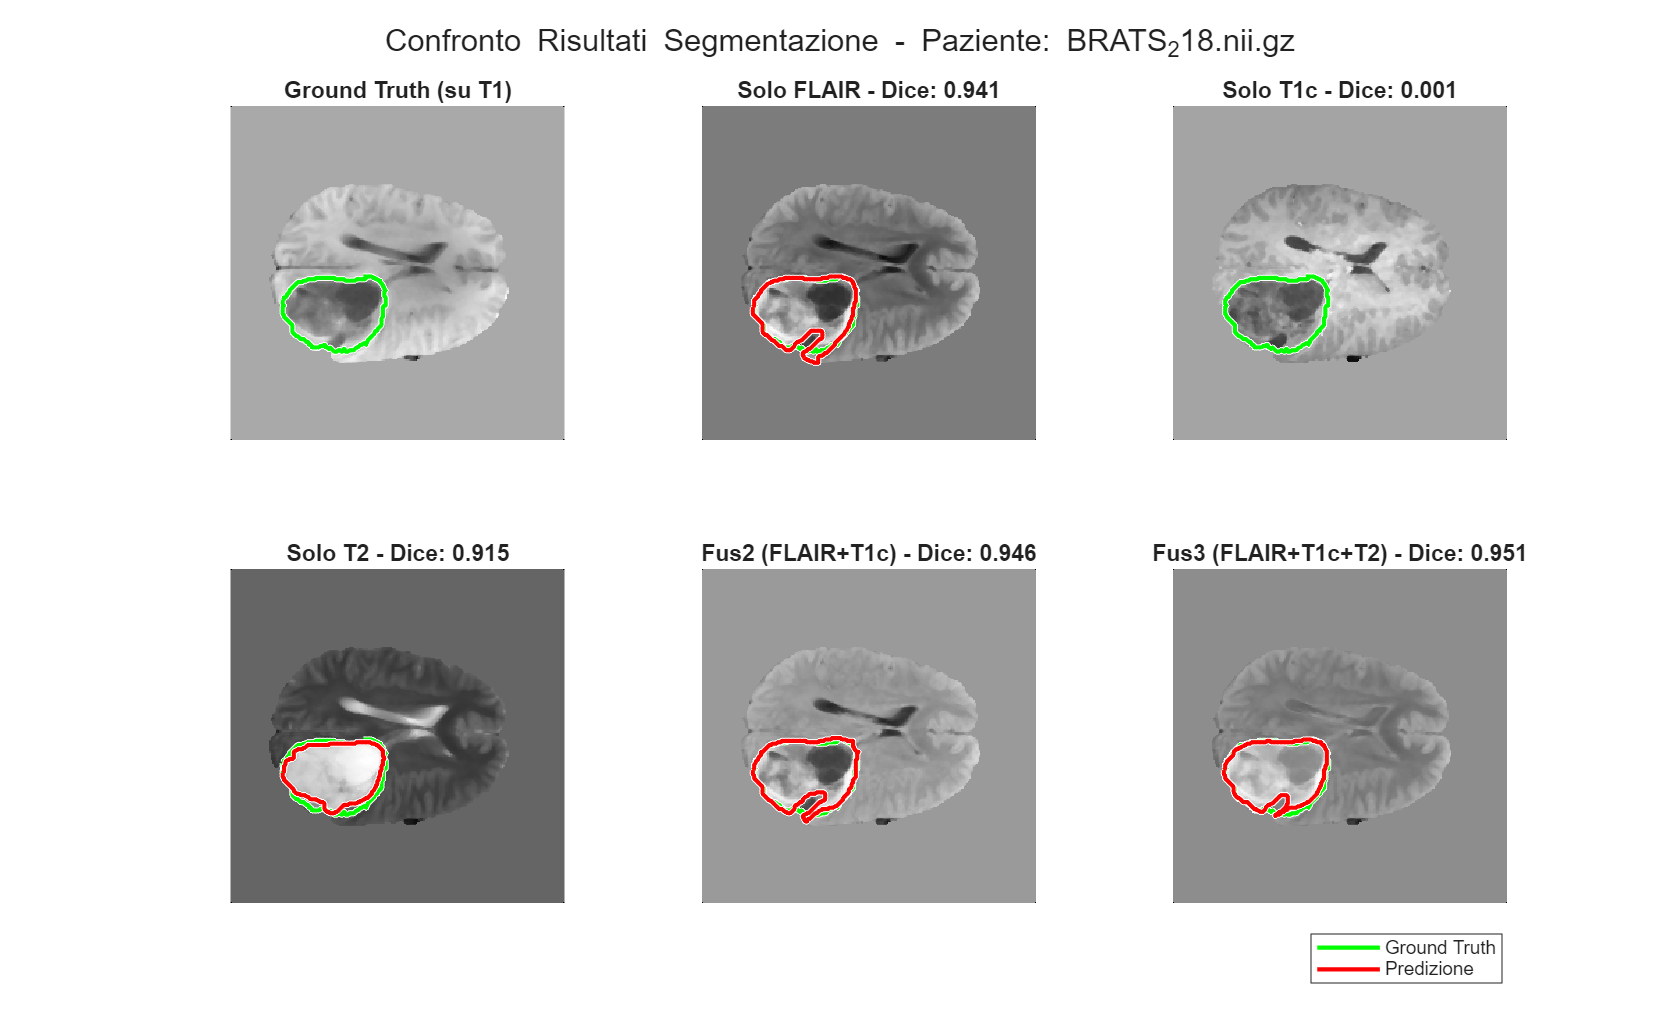 Confronto Risultati Segmentazione - Paziente: BRATS₂18.nii.gz
Ground Truth (su T1)
Solo FLAIR - Dice: 0.941
Solo T1c - Dice: 0.001
Solo T2 - Dice: 0.915
Fus2 (FLAIR+T1c) - Dice: 0.946
Fus3 (FLAIR+T1c+T2) - Dice: 0.951
Ground Truth
Predizione